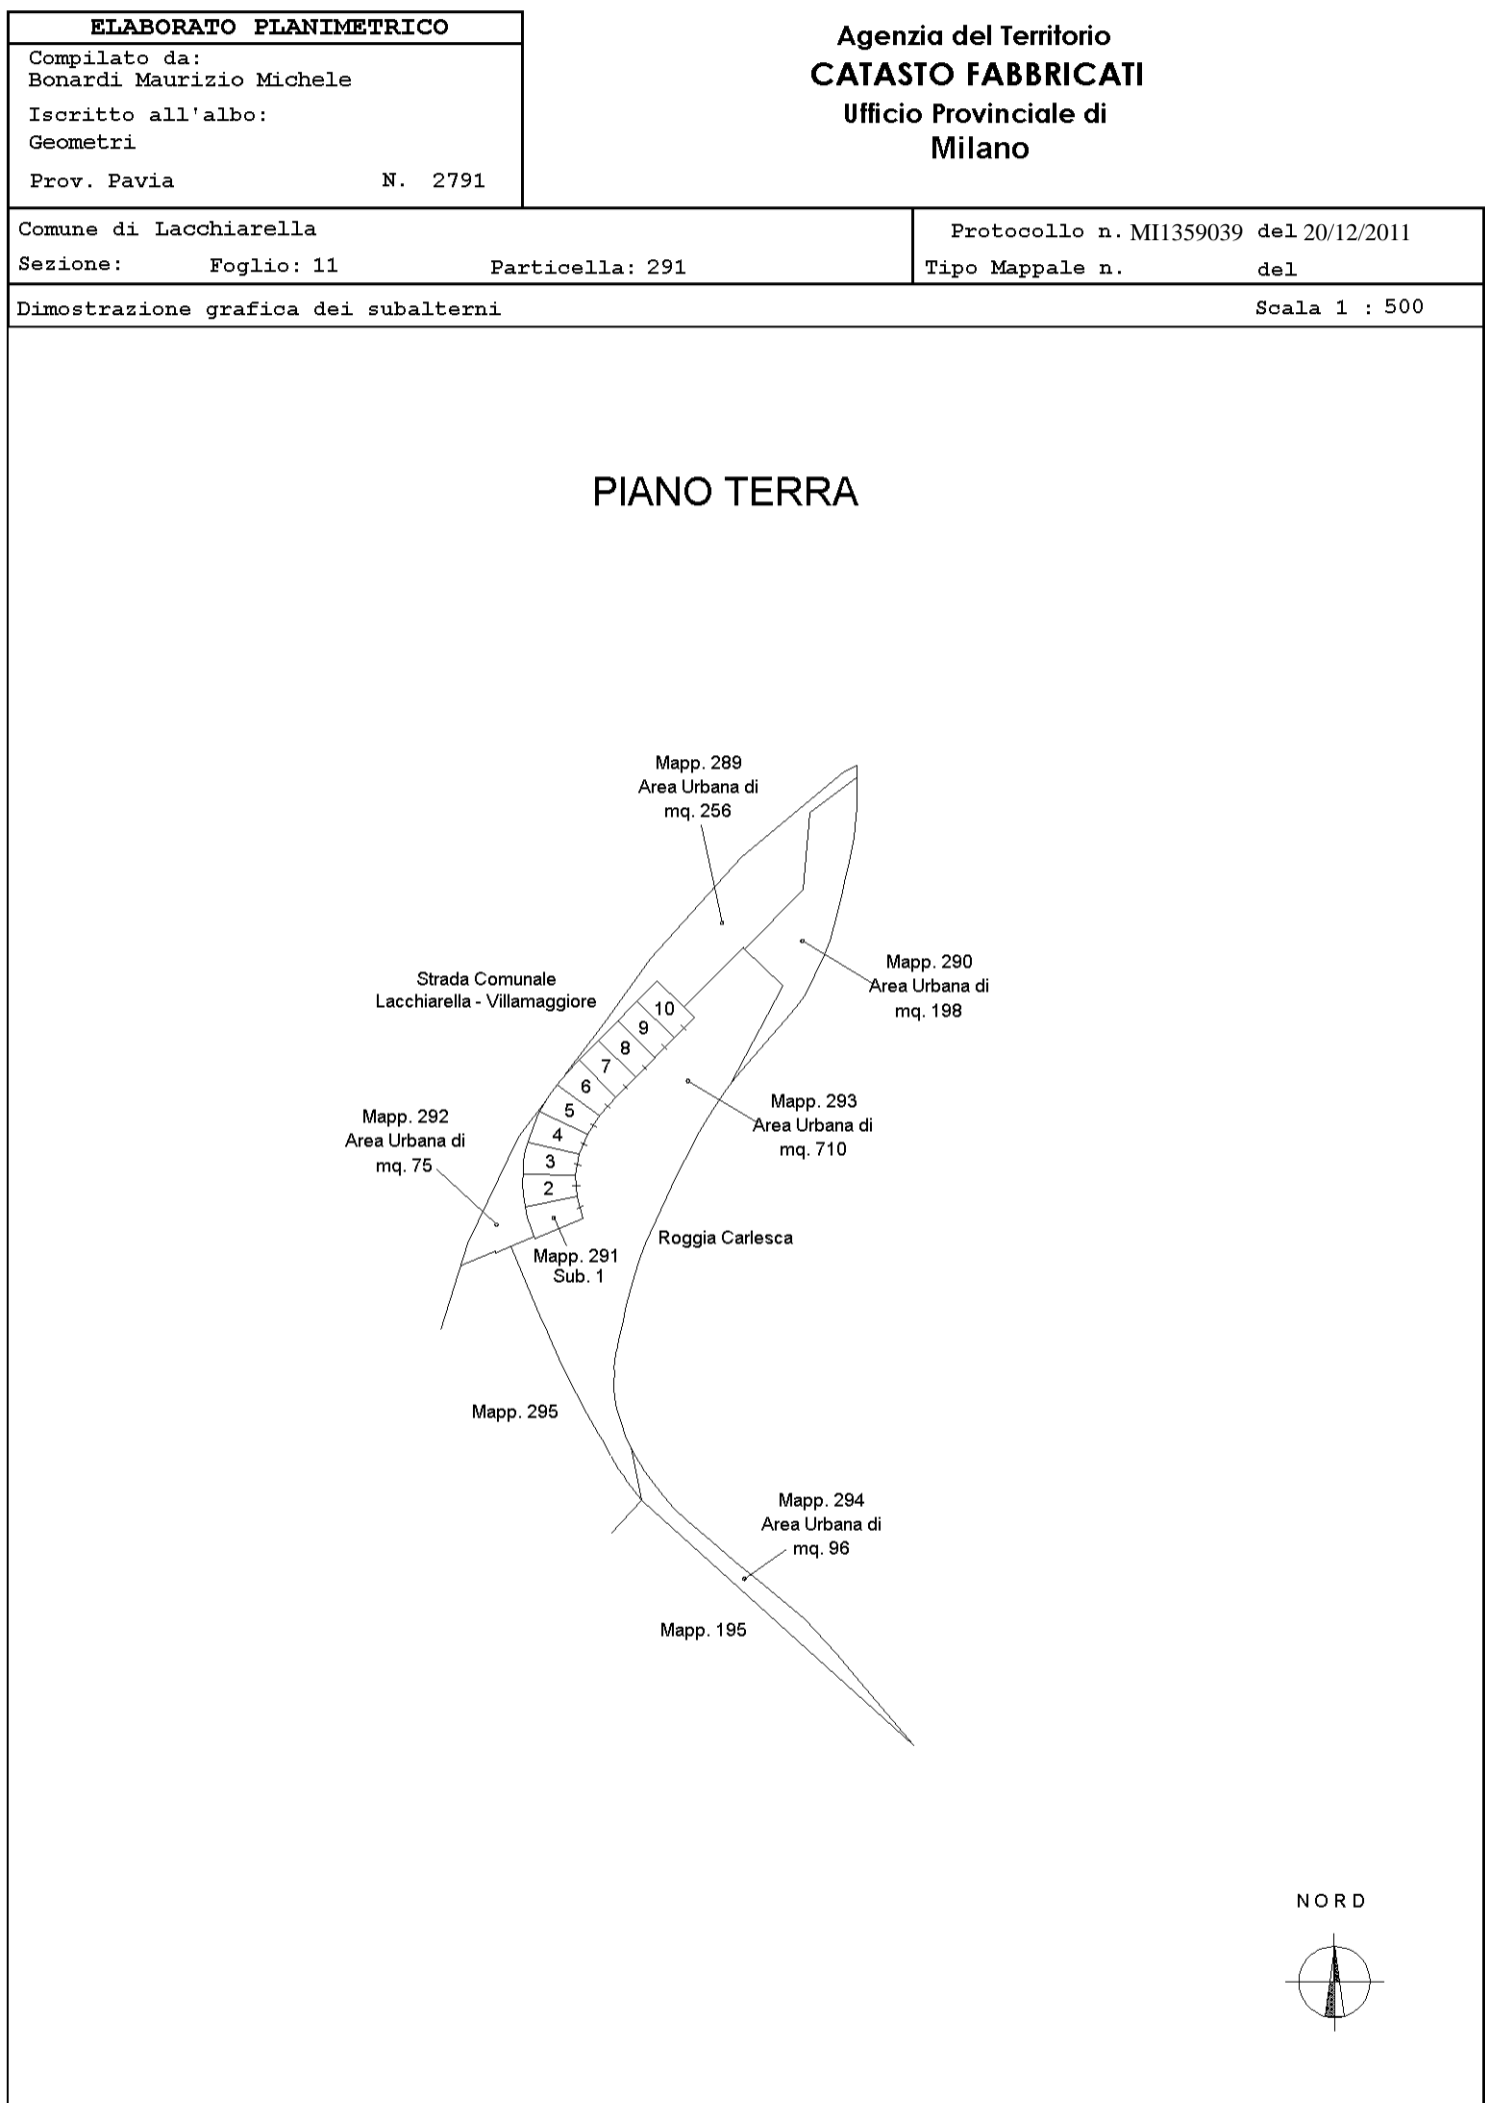 ELABORATO PLANIMETRICO
Compilato da:
Bonardi Maurizio Michele
Iscritto all'albo:
Geometri
Prov. Pavia N. 2791
Agenzia del Territorio
CATASTO FABBRICATI
Ufficio Provinciale di
Milano
Comune di Lacchiarella
Sezione: Foglio: 11 Particella: 291
Protocollo n. MI1359039 del 20/12/2011
Tipo Mappale n. del
Dimostrazione grafica dei subalterni Scala 1 : 500
PIANO TERRA
Mapp. 289
Area Urbana di
mq. 256
Mapp. 290
Area Urbana di
mq. 198
Strada Comunale
Lacchiarella - Villamaggiore
10
9
8
7
6
5
4
3
2
Mapp. 293
Area Urbana di
mq. 710
Mapp. 292
Area Urbana di
mq. 75
Mapp. 291
Sub. 1
Roggia Carlesca
Mapp. 295
Mapp. 294
Area Urbana di
mq. 96
Mapp. 195
NORD